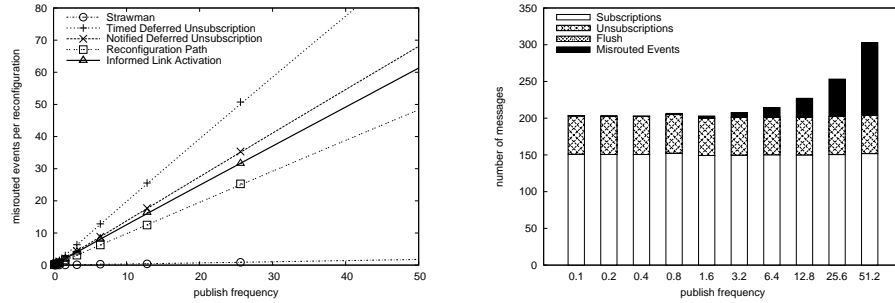 80
70
60
50
40
30
20
10
0
misrouted events per reconfiguration
Strawman
Timed Deferred Unsubscription
Notified Deferred Unsubscription
Reconfiguration Path
Informed Link Activation
0 10 20 30 40 50
publish frequency
350
300
250
200
150
100
50
0
number of messages
Subscriptions
Unsubscriptions
Flush
Misrouted Events
0.1 0.2 0.4 0.8 1.6 3.2 6.4 12.8 25.6 51.2
publish frequency